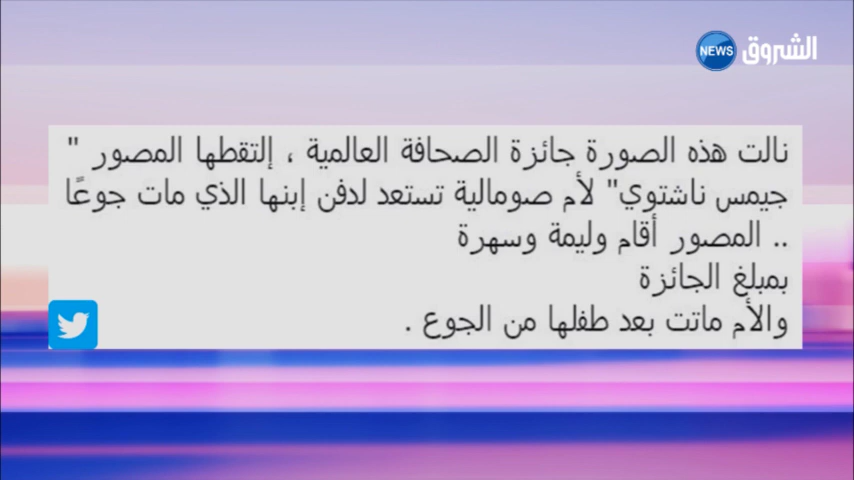 NEWS الشروق
نالت هذه الصورة جائزة الصحافة العالمية ، إلتقطها المصور "
جيمس ناشتوي" لأم صومالية تستعد لدفن إبنها الذي مات جوعًا
.. المصور أقام وليمة وسهرة
بمبلغ الجائزة
والأم ماتت بعد طفلها من الجوع .